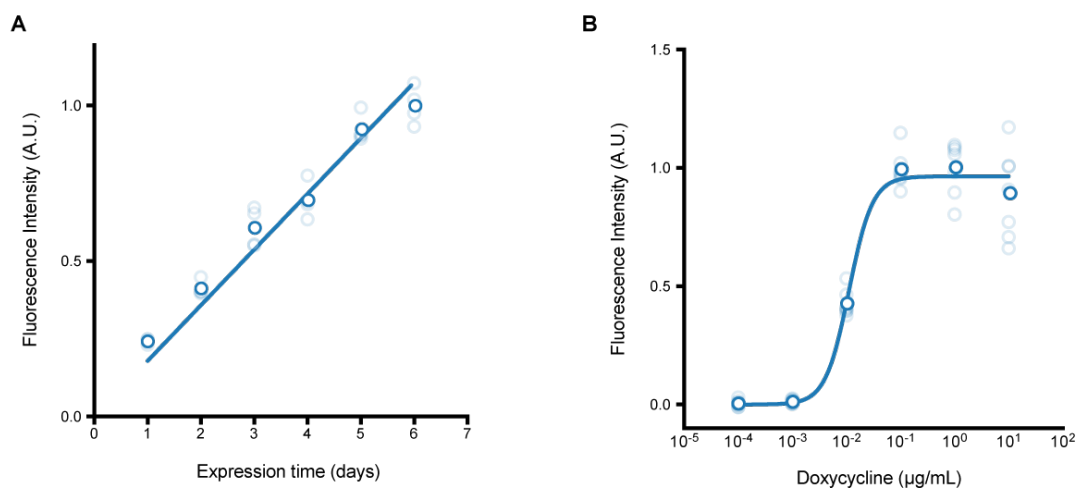 A
Fluorescence Intensity (A.U.)
1.0
0.5
0.0
0 1 2 3 4 5 6 7
Expression time (days)
B
Fluorescence Intensity (A.U.)
1.5
1.0
0.5
0.0
10⁻⁵ 10⁻⁴ 10⁻³ 10⁻² 10⁻¹ 10⁰ 10¹ 10²
Doxycycline (µg/mL)